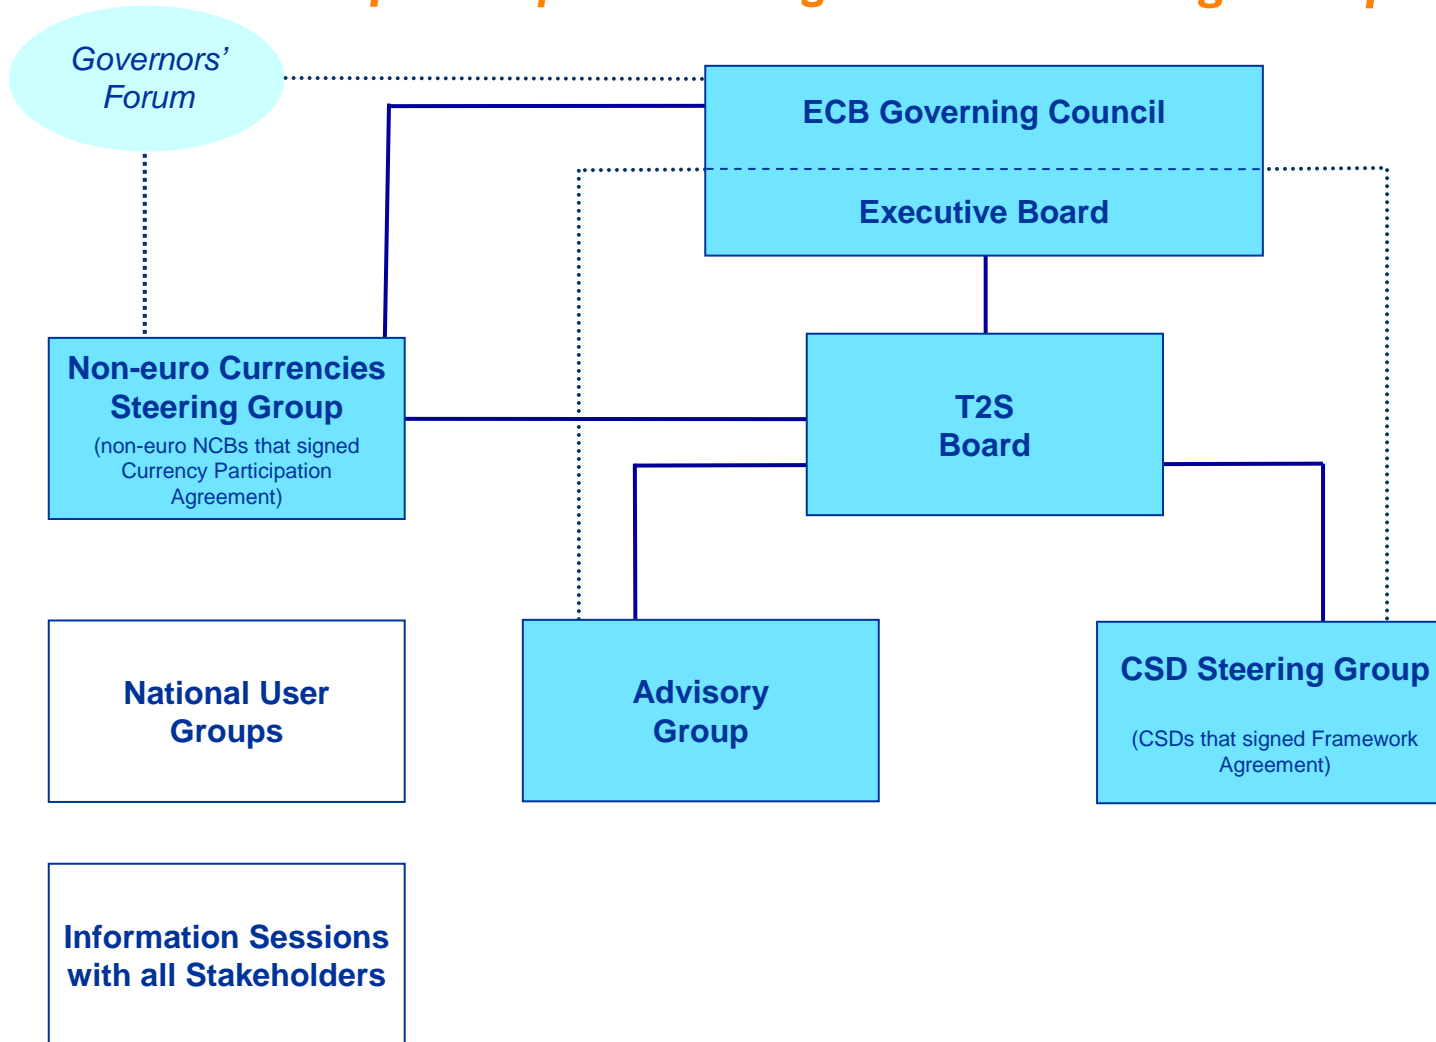 Governors’
Forum
ECB Governing Council
Executive Board
Non-euro Currencies
Steering Group
(non-euro NCBs that signed
Currency Participation
Agreement)
T2S
Board
National User
Groups
Advisory
Group
CSD Steering Group
(CSDs that signed Framework
Agreement)
Information Sessions
with all Stakeholders